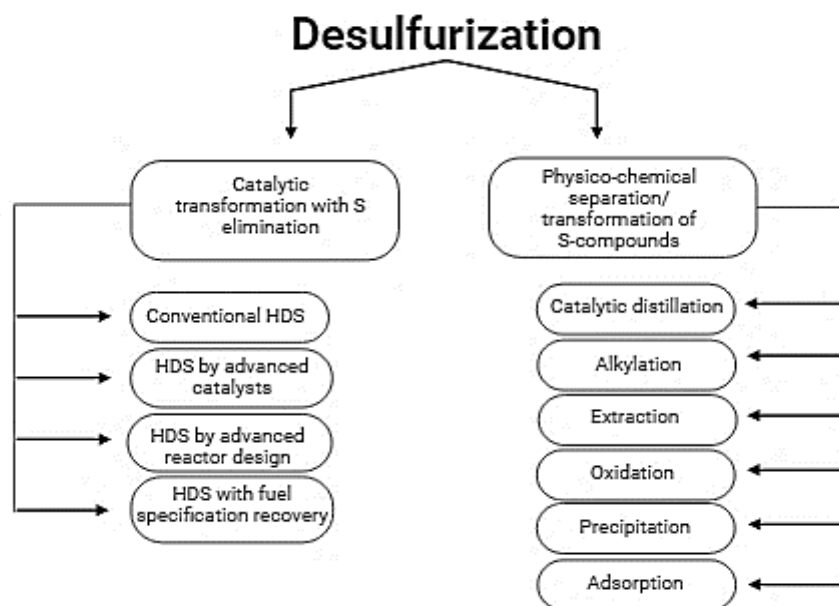 Desulfurization
Catalytic
transformation with S
elimination
Conventional HDS
HDS by advanced
catalysts
HDS by advanced
reactor design
HDS with fuel
specification recovery
Physico-chemical
separation/
transformation of
S-compounds
Catalytic distillation
Alkylation
Extraction
Oxidation
Precipitation
Adsorption